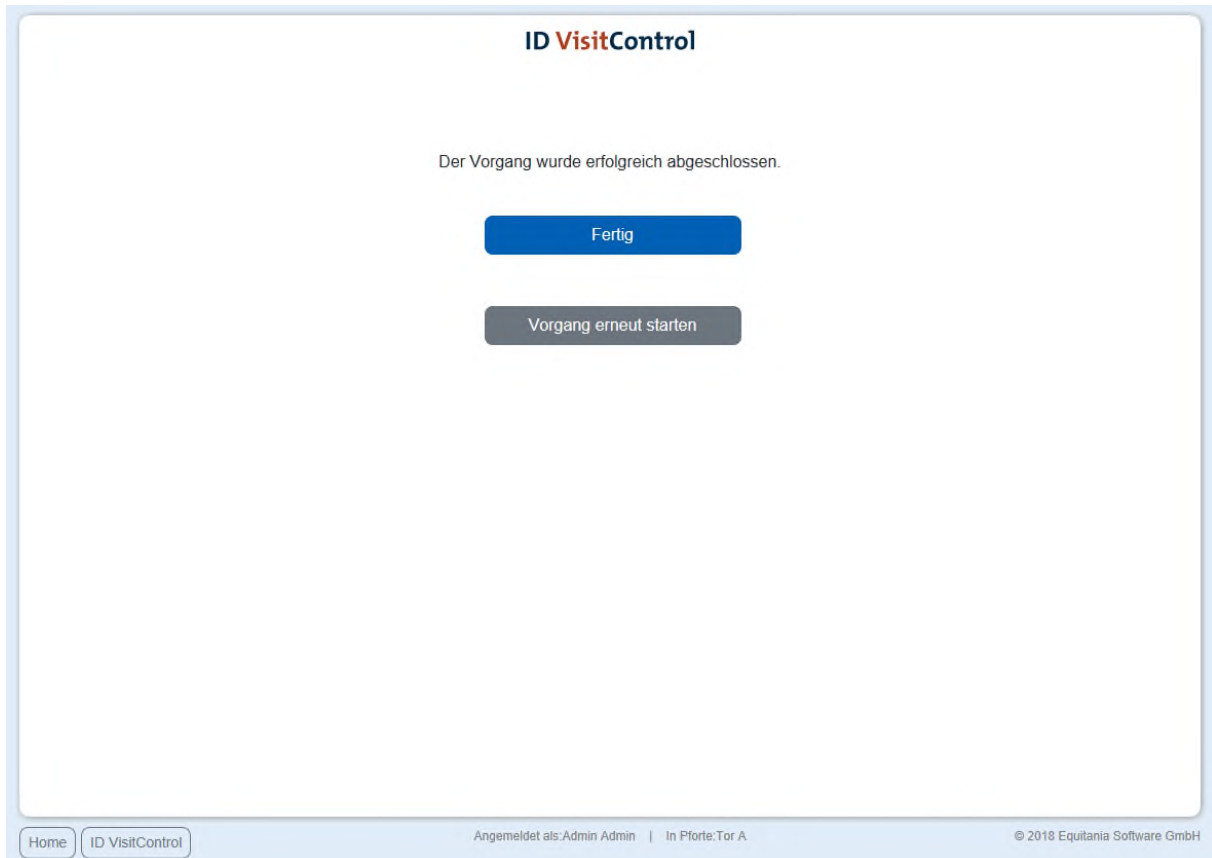 ID VisitControl
Der Vorgang wurde erfolgreich abgeschlossen.
Fertig
Vorgang erneut starten
Home
ID VisitControl
Angemeldet als:Admin Admin | In Pforte:Tor A
© 2018 Equitania Software GmbH